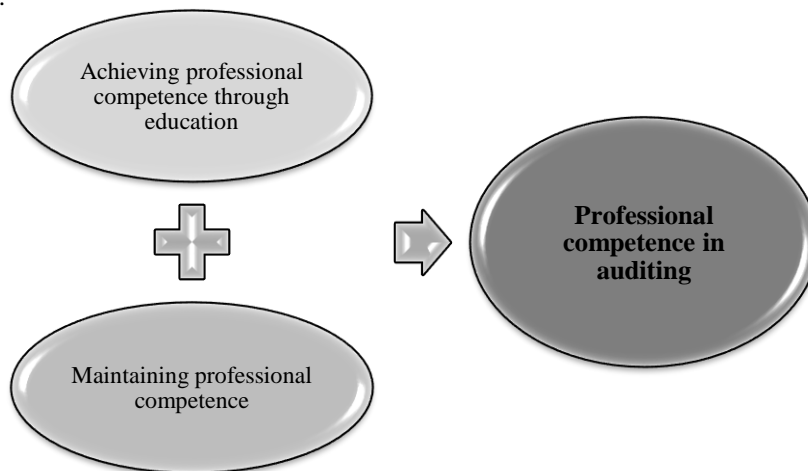 .
Achieving professional
competence through
education
Maintaining professional
competence
Professional
competence in
auditing